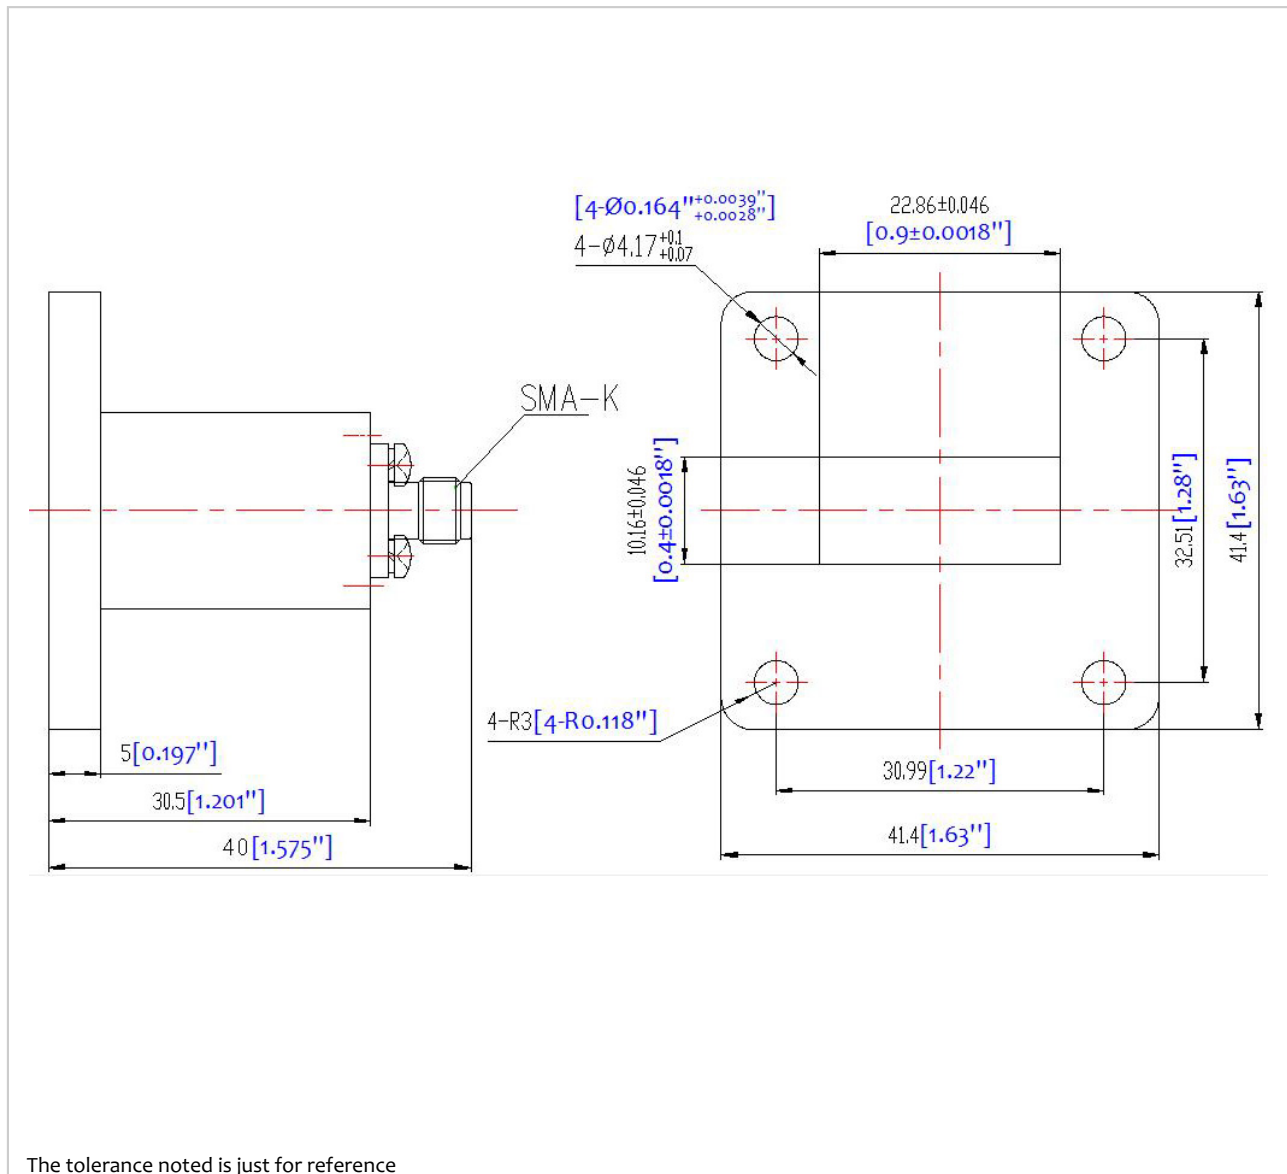 [4-Ø0.164"+0.0039" +0.0028"]
4-Ø4.17+0.1 +0.07
22.86±0.046
[0.9±0.0018"]
SMA-K
10.16±0.046
[0.4±0.0018"]
32.51[1.28"]
41.4[1.63"]
4-R3[4-R0.118"]
5[0.197"]
30.5[1.201"]
40[1.575"]
30.99[1.22"]
41.4[1.63"]
The tolerance noted is just for reference